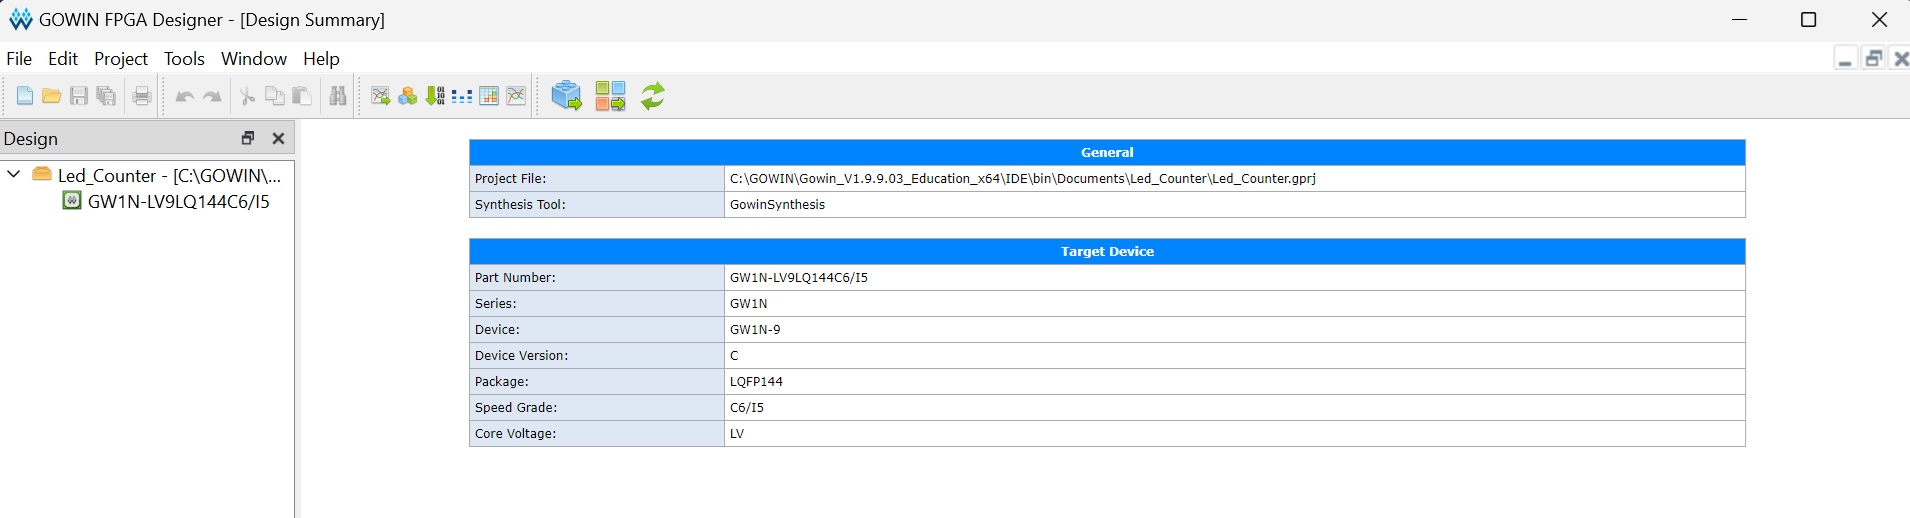 GOWIN FPGA Designer - [Design Summary]
File Edit Project Tools Window Help
Design
Led_Counter - [C:\GOWIN\...
GW1N-LV9LQ144C6/I5
General
Project File: C:\GOWIN\Gowin_V1.9.9.03_Education_x64\IDE\bin\Documents\Led_Counter\Led_Counter.gprj
Synthesis Tool: GowinSynthesis
Target Device
Part Number: GW1N-LV9LQ144C6/I5
Series: GW1N
Device: GW1N-9
Device Version: C
Package: LQFP144
Speed Grade: C6/I5
Core Voltage: LV